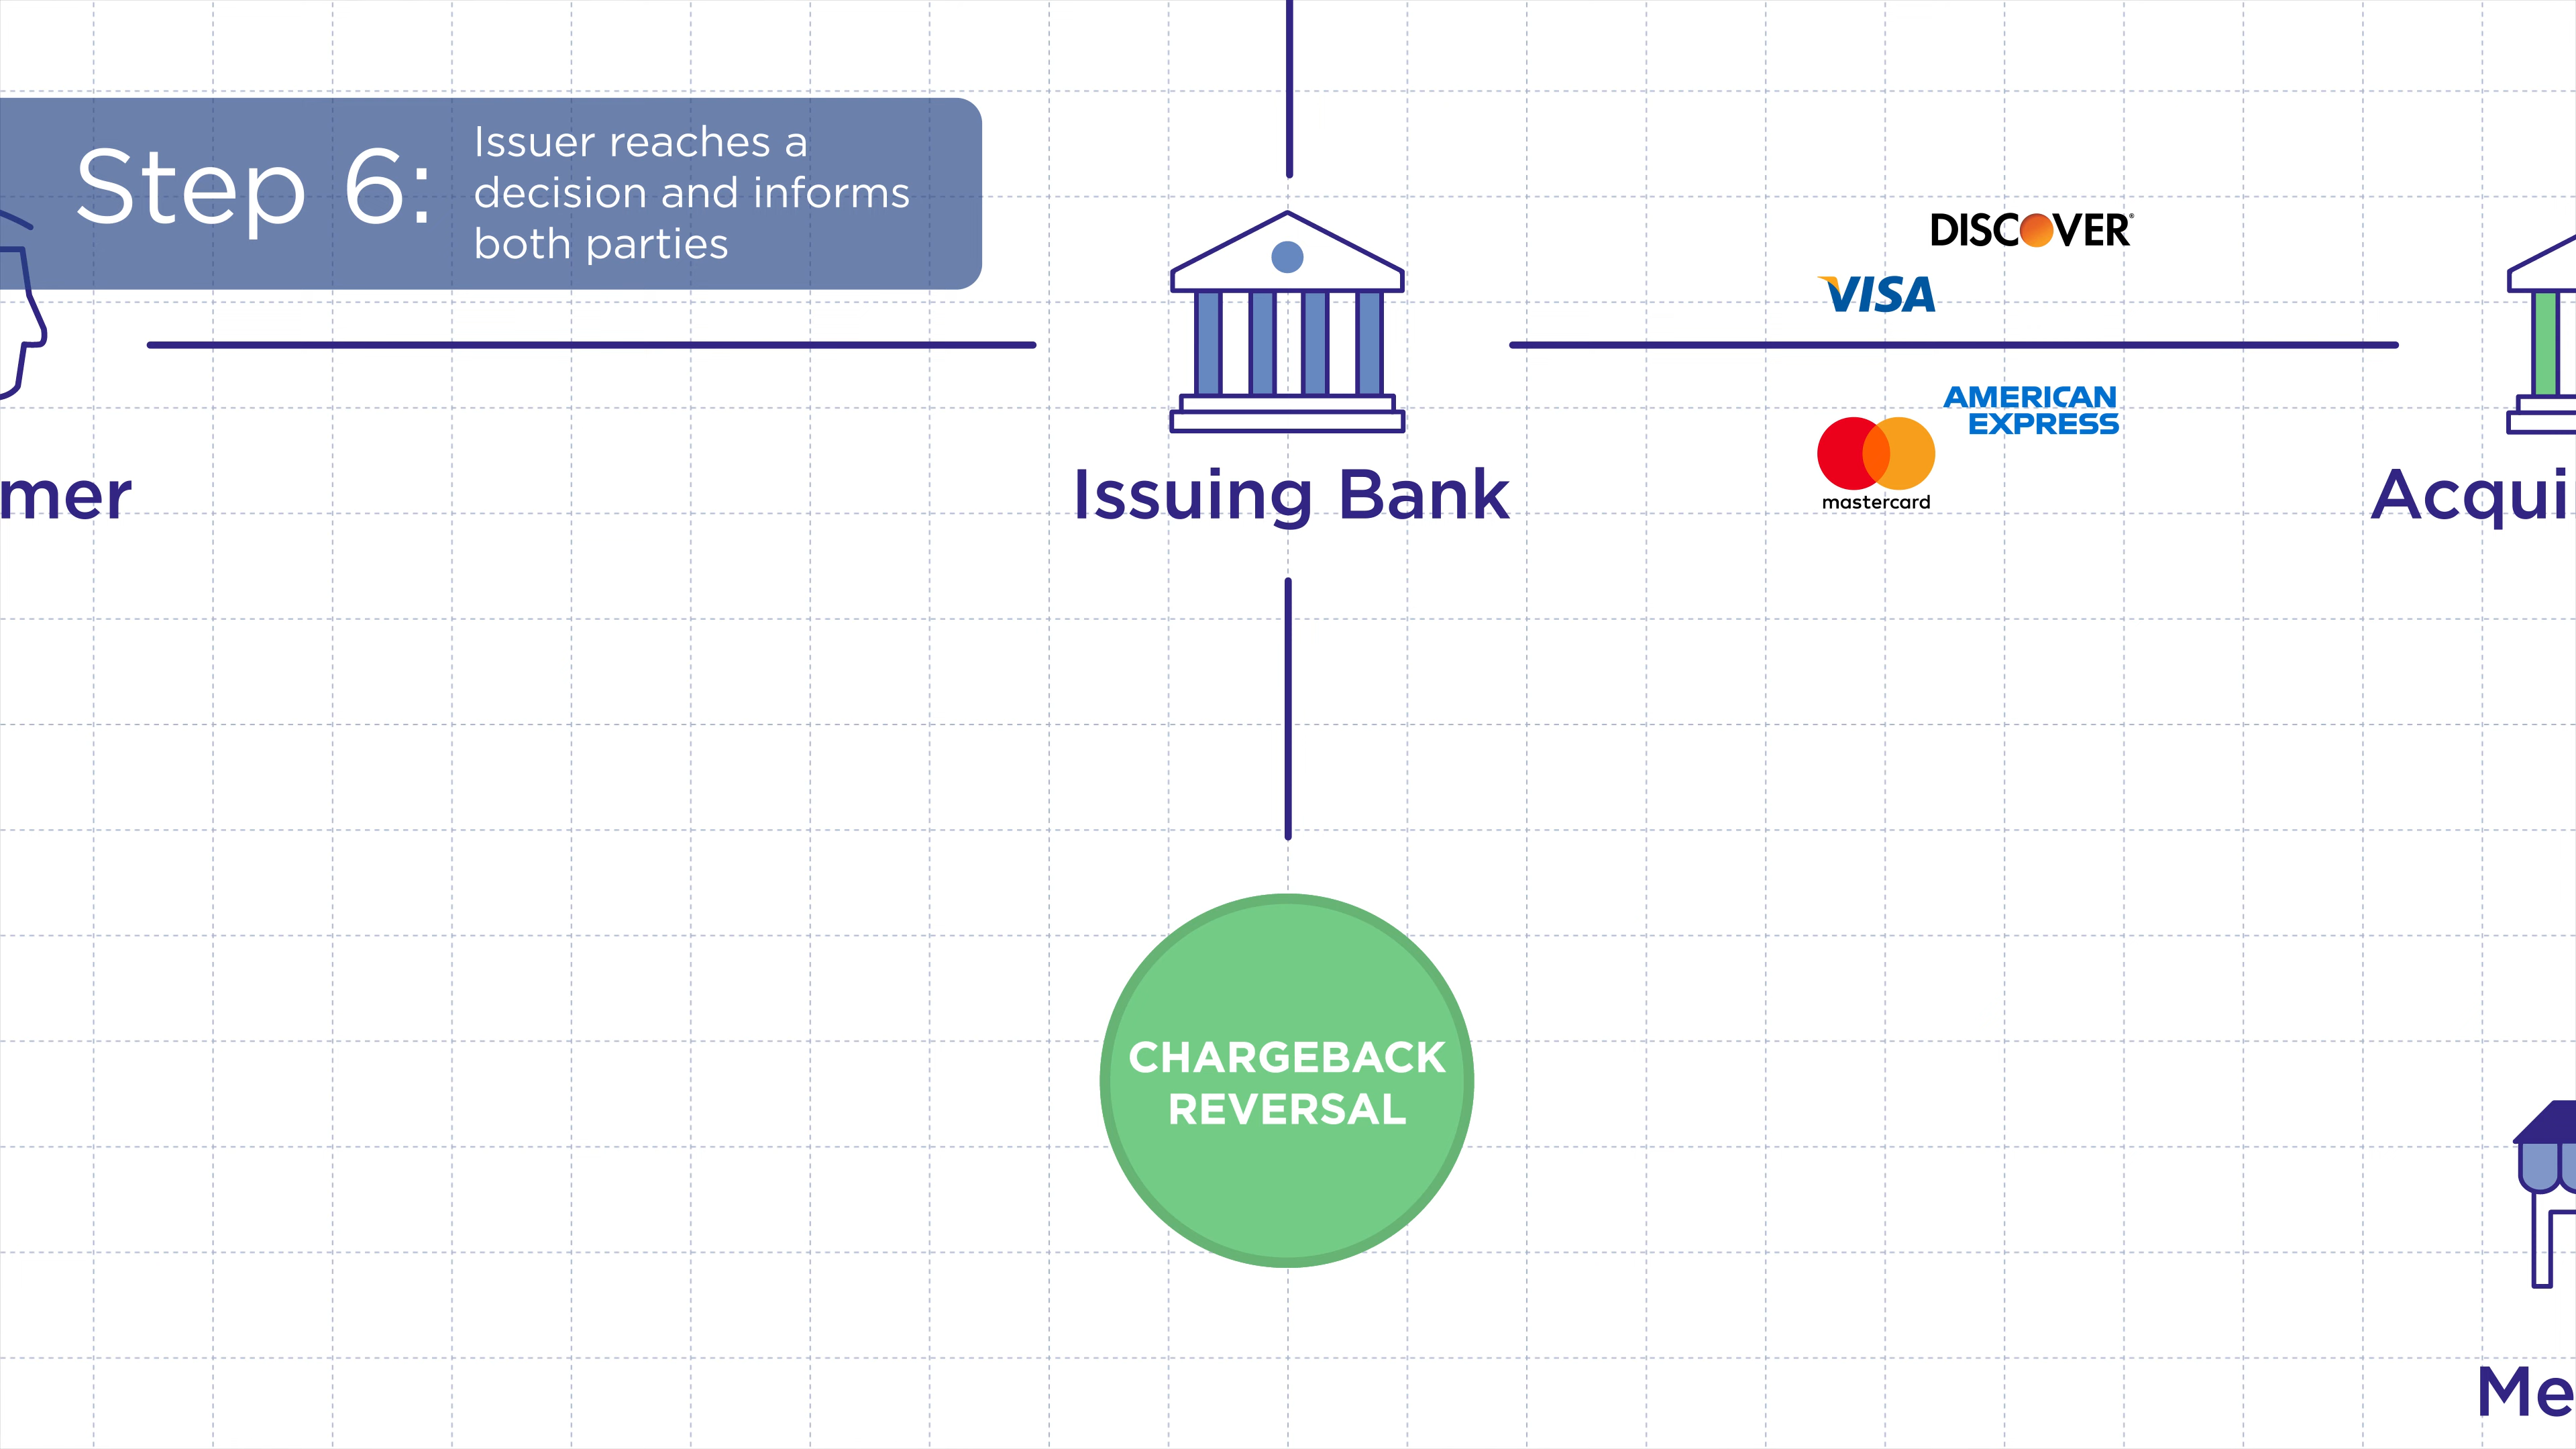 Step 6:
Issuer reaches a
decision and informs
both parties
DISCOVER®
VISA
AMERICAN
EXPRESS
mastercard
mer
Issuing Bank
Acqui
CHARGEBACK
REVERSAL
Me